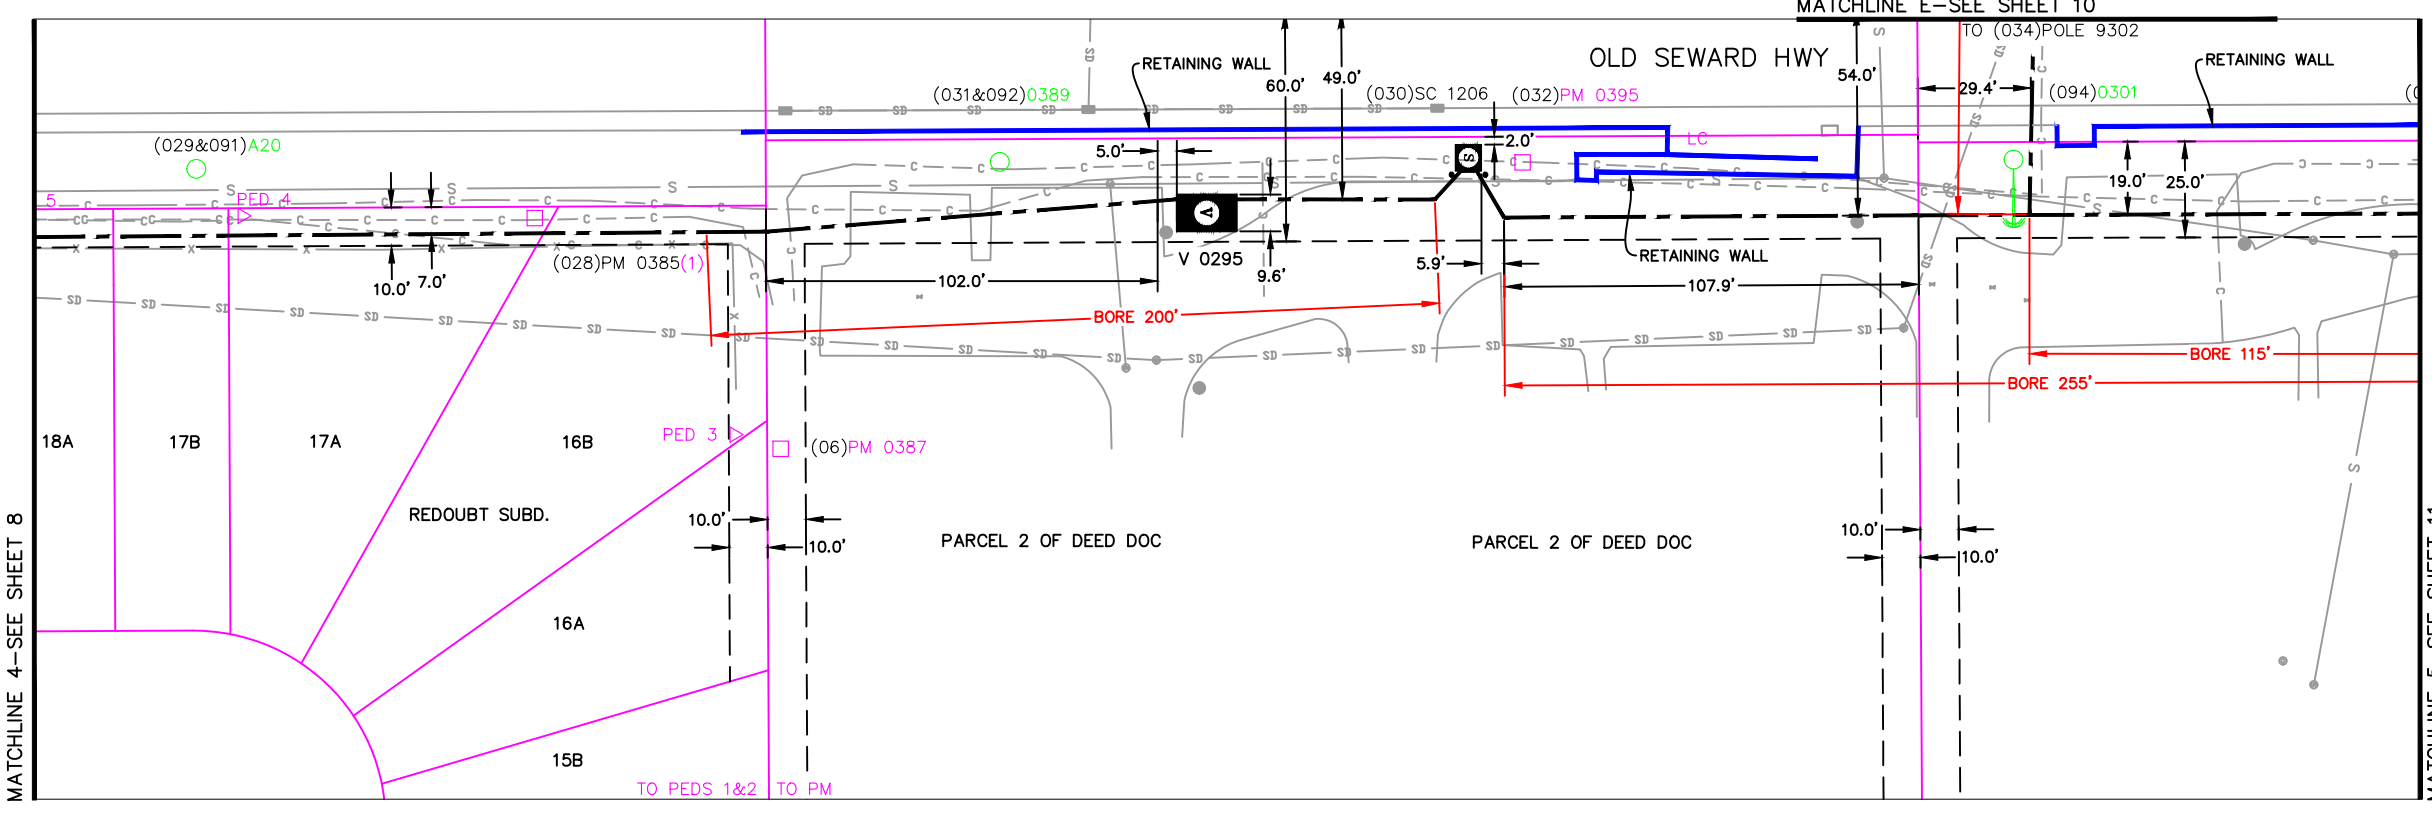 MATCHLINE E-SEE SHEET 10
TO (034)POLE 9302
OLD SEWARD HWY
RETAINING WALL
RETAINING WALL
60.0'
49.0'
54.0'
29.4'
(031&092)0389
(030)SC 1206
(032)PM 0395
(094)0301
(029&091)A20
5.0'
2.0'
LC
S
A
19.0'
25.0'
5
PED 4
(028)PM 0385(1)
10.0'
7.0'
V 0295
9.6'
5.9'
RETAINING WALL
102.0'
107.9'
BORE 200'
BORE 115'
BORE 255'
18A
17B
17A
16B
PED 3
(06)PM 0387
REDOUBT SUBD.
10.0'
10.0'
PARCEL 2 OF DEED DOC
PARCEL 2 OF DEED DOC
10.0'
10.0'
16A
15B
TO PEDS 1&2
TO PM
MATCHLINE 4-SEE SHEET 8